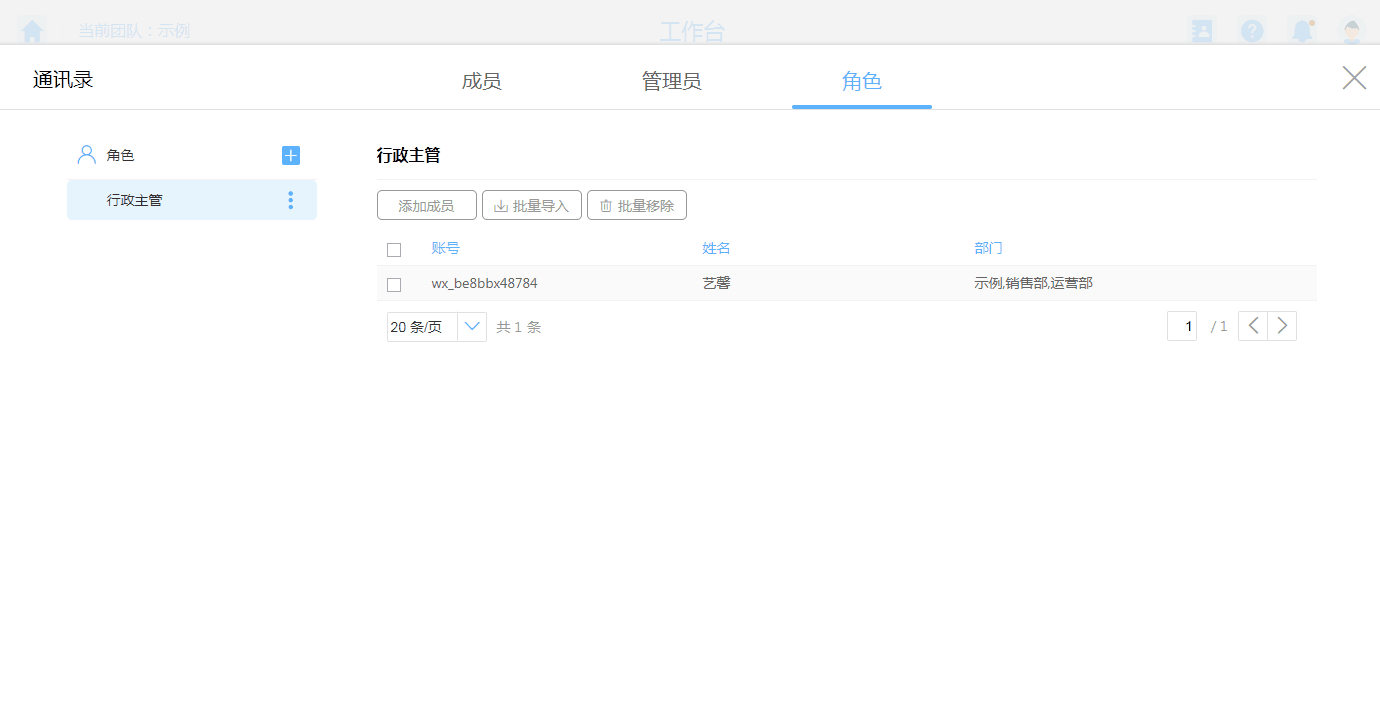 当前团队：示例 工作台
通讯录 成员 管理员 角色
角色
行政主管
行政主管
添加成员 批量导入 批量移除
账号 姓名 部门
wx_be8bbx48784 艺馨 示例,销售部,运营部
20 条/页 共 1 条 1 / 1